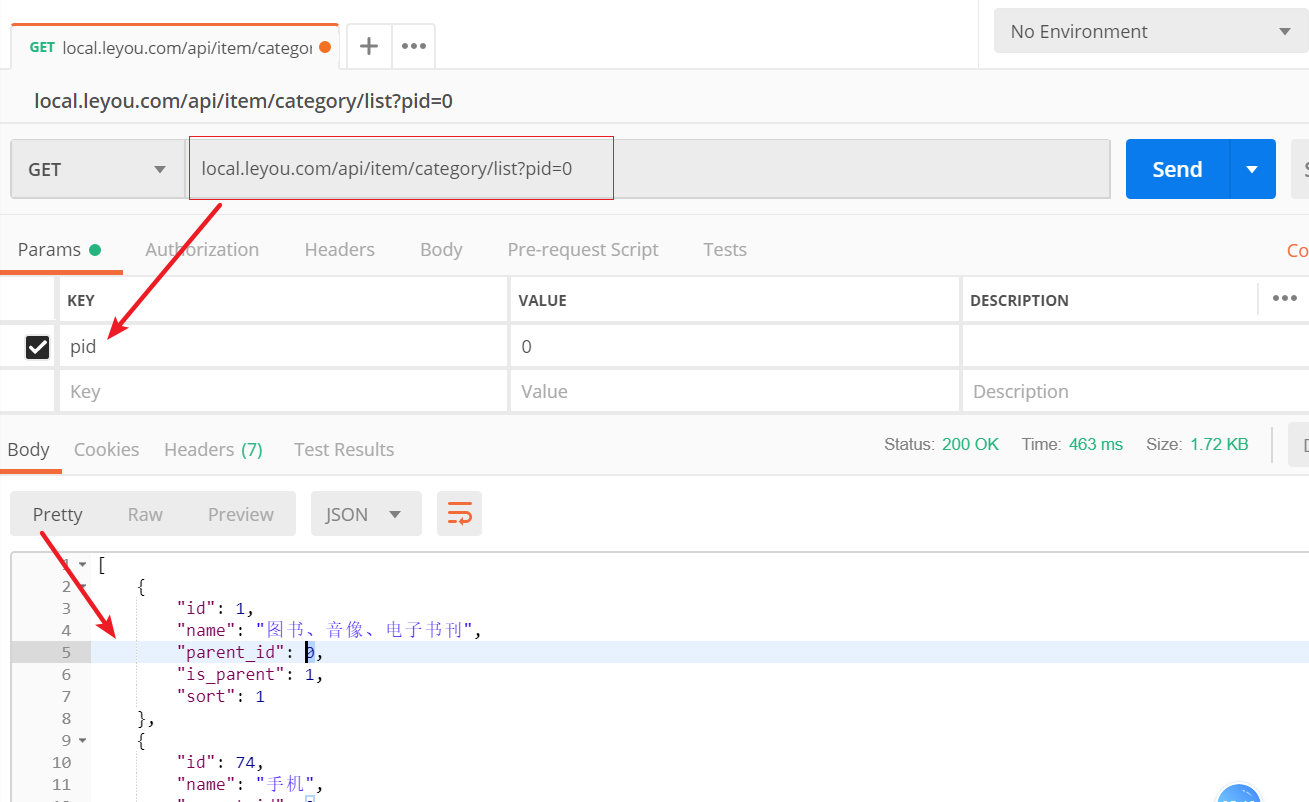 GET local.leyou.com/api/item/categor
No Environment
local.leyou.com/api/item/category/list?pid=0
GET local.leyou.com/api/item/category/list?pid=0 Send
Params Authorization Headers Body Pre-request Script Tests Co
KEY VALUE DESCRIPTION
pid 0
Key Value Description
Body Cookies Headers (7) Test Results Status: 200 OK Time: 463 ms Size: 1.72 KB
Pretty Raw Preview JSON
1 [
2 {
3 "id": 1,
4 "name": "图书、音像、电子书刊",
5 "parent_id": 0,
6 "is_parent": 1,
7 "sort": 1
8 },
9 {
10 "id": 74,
11 "name": "手机",